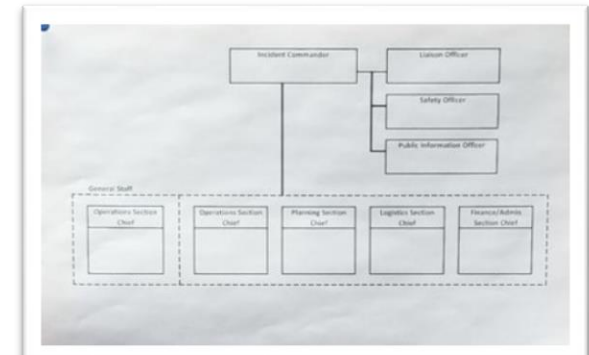 Incident Commander
Liaison Officer
Safety Officer
Public Information Officer
General Staff
Operations Section
Chief
Operations Section
Chief
Planning Section
Chief
Logistics Section
Chief
Finance/Admin
Section Chief